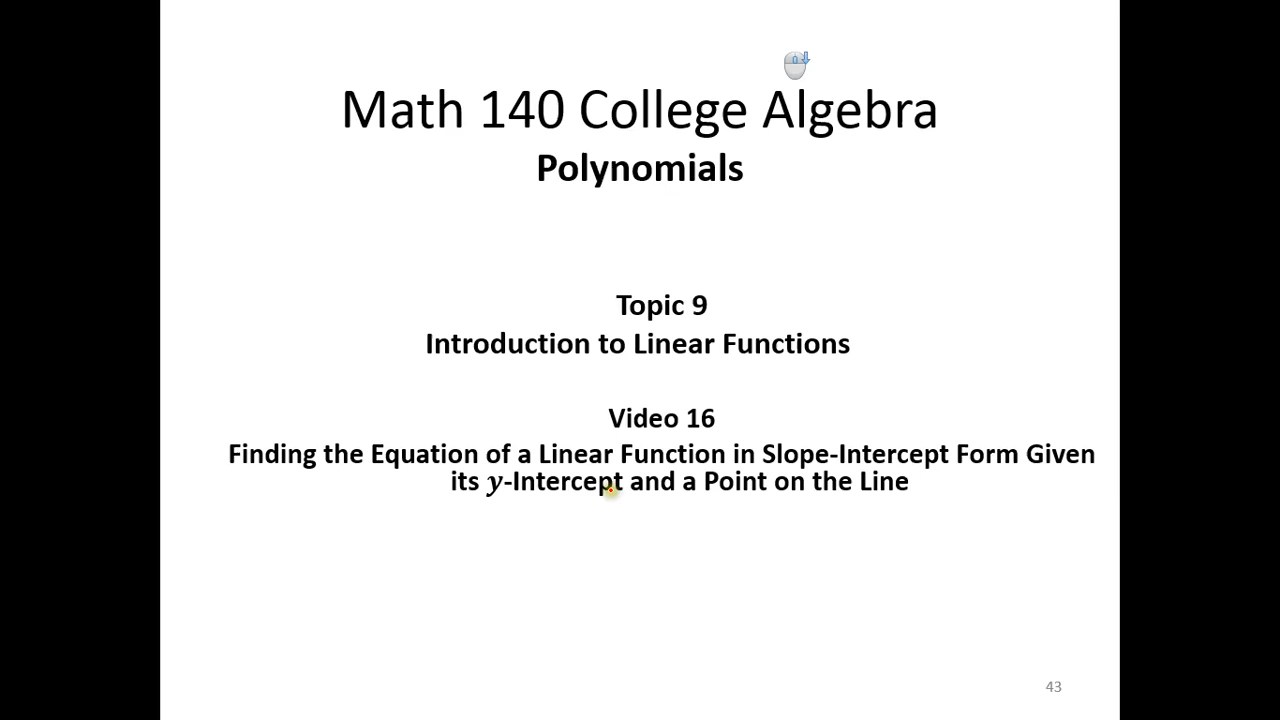 Math 140 College Algebra
Polynomials
Topic 9
Introduction to Linear Functions
Video 16
Finding the Equation of a Linear Function in Slope-Intercept Form Given
its y-Intercept and a Point on the Line
43